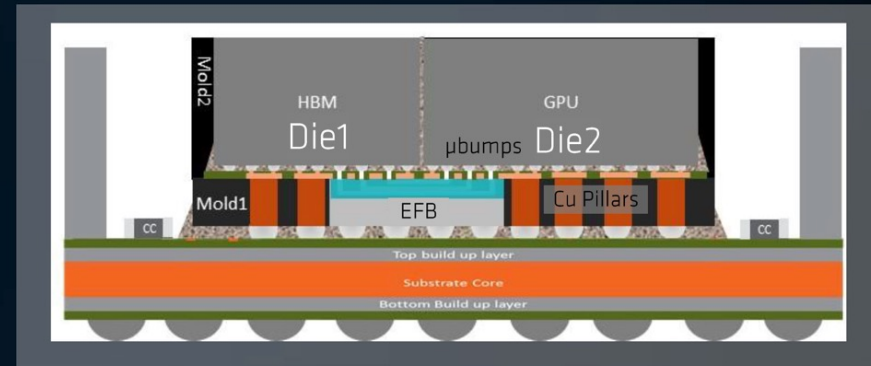 Mold2
HBM
GPU
Die1
µbumps
Die2
Mold1
EFB
Cu Pillars
CC
CC
Top build up layer
Substrate Core
Bottom Build up layer